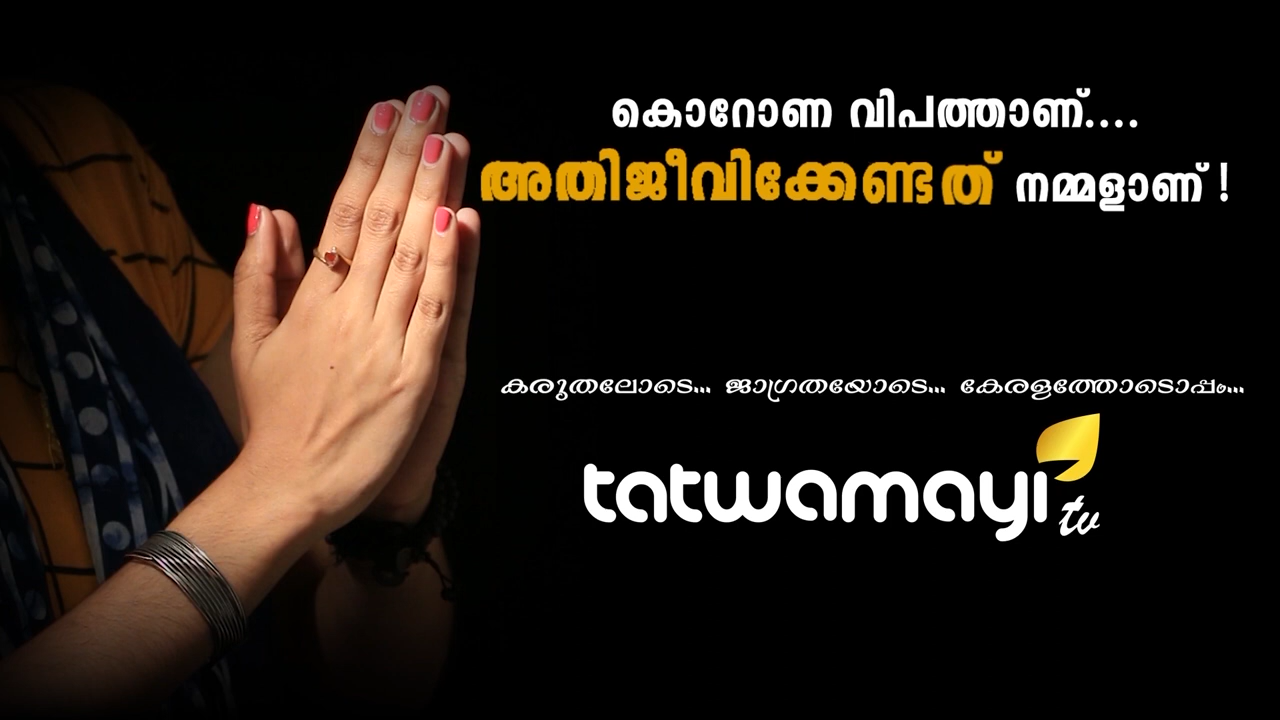 കൊറോണ വിപത്താണ്....
അതിജീവിക്കേണ്ടത് നമ്മളാണ് !
കരുതലോടെ... ജാഗ്രതയോടെ... കേരളത്തോടൊപ്പം...
tatwamayi
tv